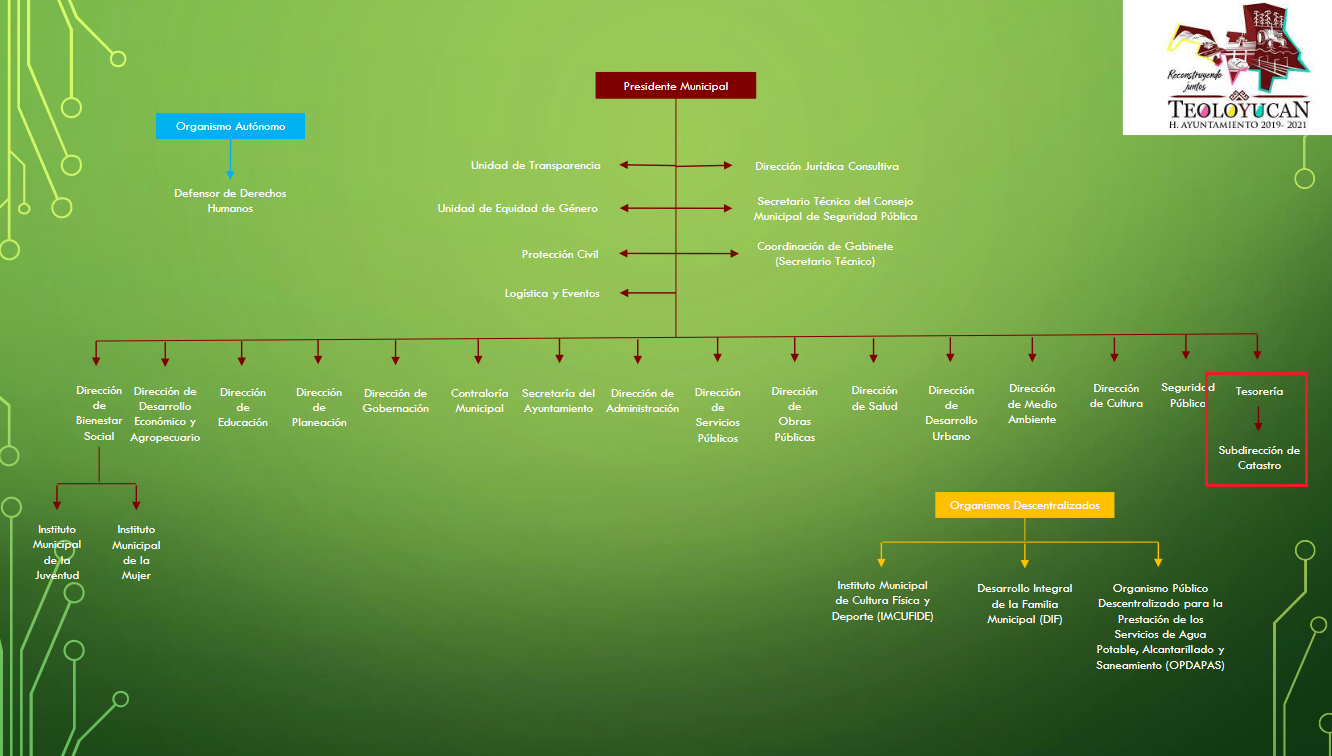 Reconstruyendo
juntos
TEOLOYUCAN
H. AYUNTAMIENTO 2019- 2021
Presidente Municipal
Organismo Autónomo
Defensor de Derechos
Humanos
Unidad de Transparencia
Dirección Jurídica Consultiva
Unidad de Equidad de Género
Secretario Técnico del Consejo
Municipal de Seguridad Pública
Protección Civil
Coordinación de Gabinete
(Secretario Técnico)
Logística y Eventos
Dirección
de
Bienestar
Social
Dirección de
Desarrollo
Económico y
Agropecuario
Dirección
de
Educación
Dirección
de
Planeación
Dirección de
Gobernación
Contraloría
Municipal
Secretaría del
Ayuntamiento
Dirección de
Administración
Dirección
de
Servicios
Públicos
Dirección
de
Obras
Públicas
Dirección
de Salud
Dirección
de
Desarrollo
Urbano
Dirección
de Medio
Ambiente
Dirección
de Cultura
Seguridad
Pública
Tesorería
Subdirección de
Catastro
Instituto
Municipal
de la
Juventud
Instituto
Municipal
de la
Mujer
Organismos Descentralizados
Instituto Municipal
de Cultura Física y
Deporte (IMCUFIDE)
Desarrollo Integral
de la Familia
Municipal (DIF)
Organismo Público
Descentralizado para la
Prestación de los
Servicios de Agua
Potable, Alcantarillado y
Saneamiento (OPDAPAS)